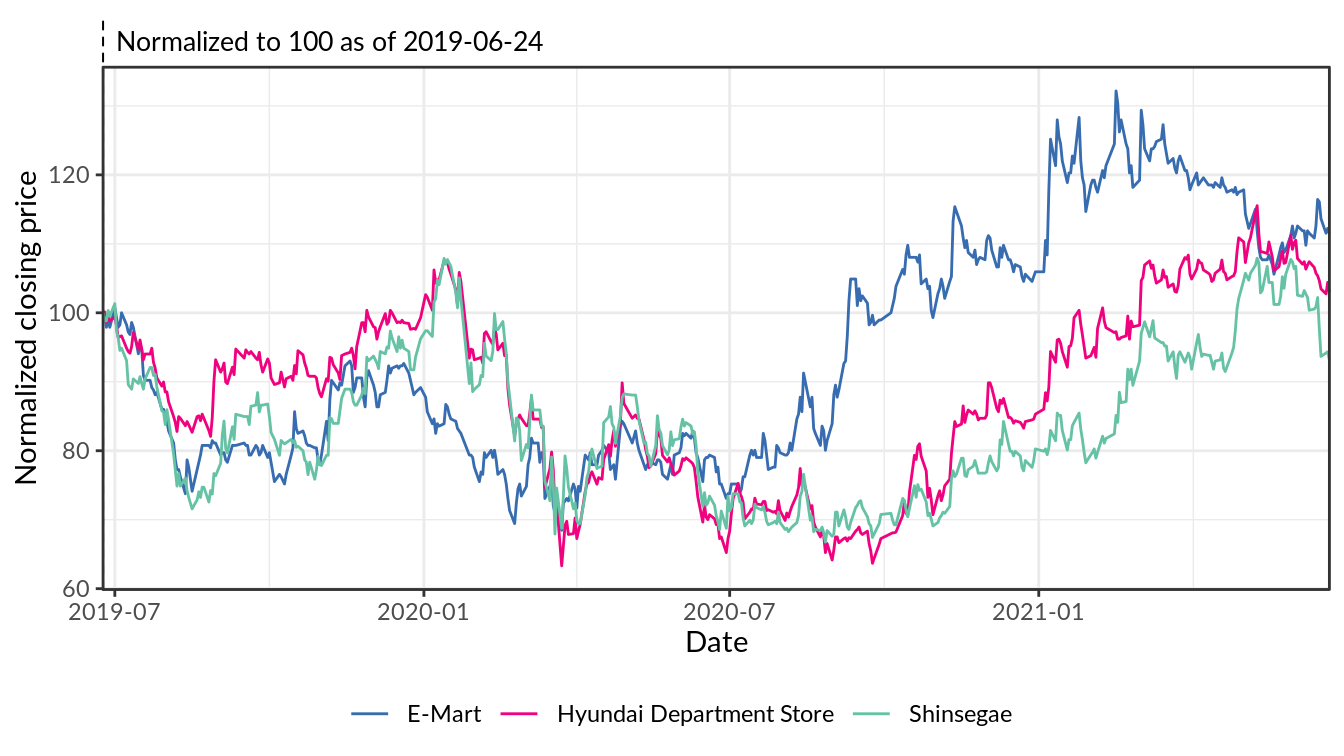 Normalized to 100 as of 2019-06-24
Normalized closing price
120
100
80
60
2019-07 2020-01 2020-07 2021-01
Date
E-Mart Hyundai Department Store Shinsegae